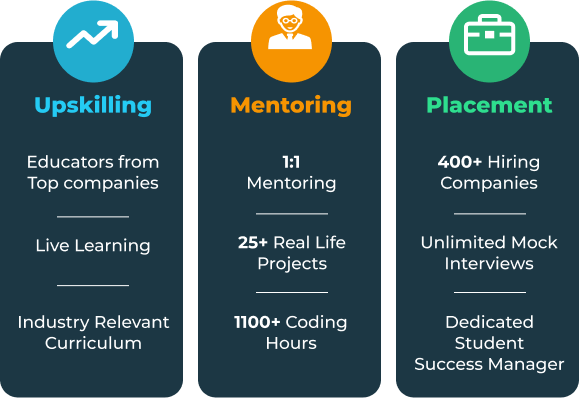 Upskilling
Educators from
Top companies
Live Learning
Industry Relevant
Curriculum
Mentoring
1:1
Mentoring
25+ Real Life
Projects
1100+ Coding
Hours
Placement
400+ Hiring
Companies
Unlimited Mock
Interviews
Dedicated
Student
Success Manager